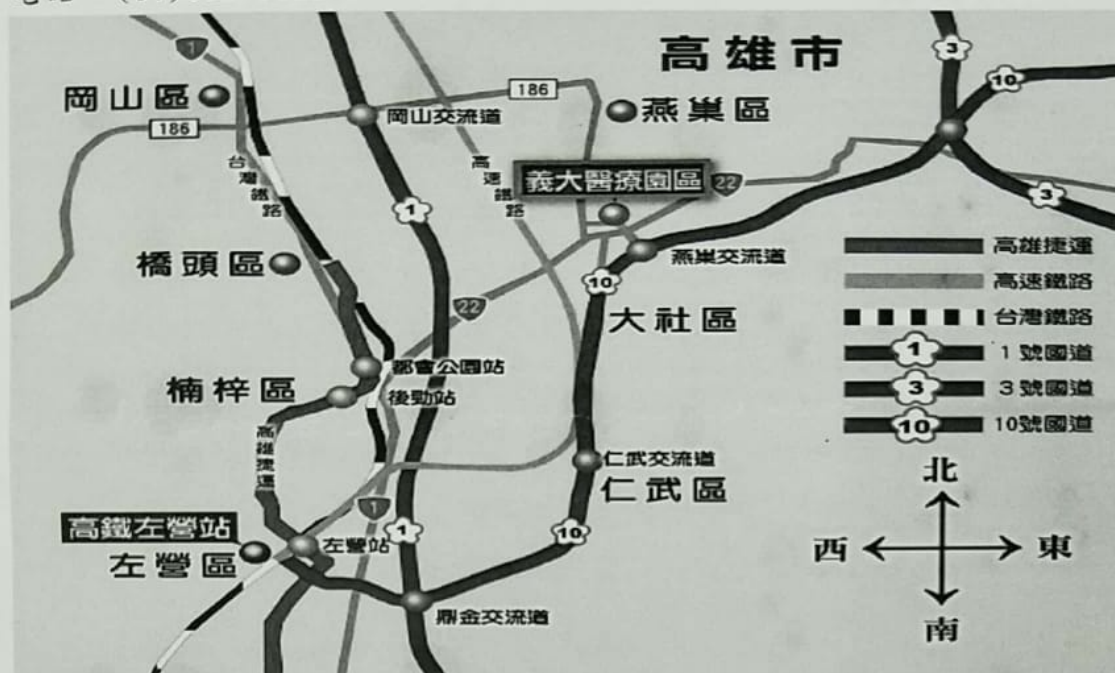 高雄市
1
3
10
岡山區
186
186
岡山交流道
燕巢區
台灣鐵路
高速鐵路
義大醫療園區
22
1
3
橋頭區
燕巢交流道
10
22
大社區
高雄捷運
高速鐵路
台灣鐵路
1 1號國道
3 3號國道
10 10號國道
都會公園站
楠梓區
後勁站
高雄捷運
仁武交流道
仁武區
1
1
10
高鐵左營站
左營站
左營區
鼎金交流道
北
西
東
南